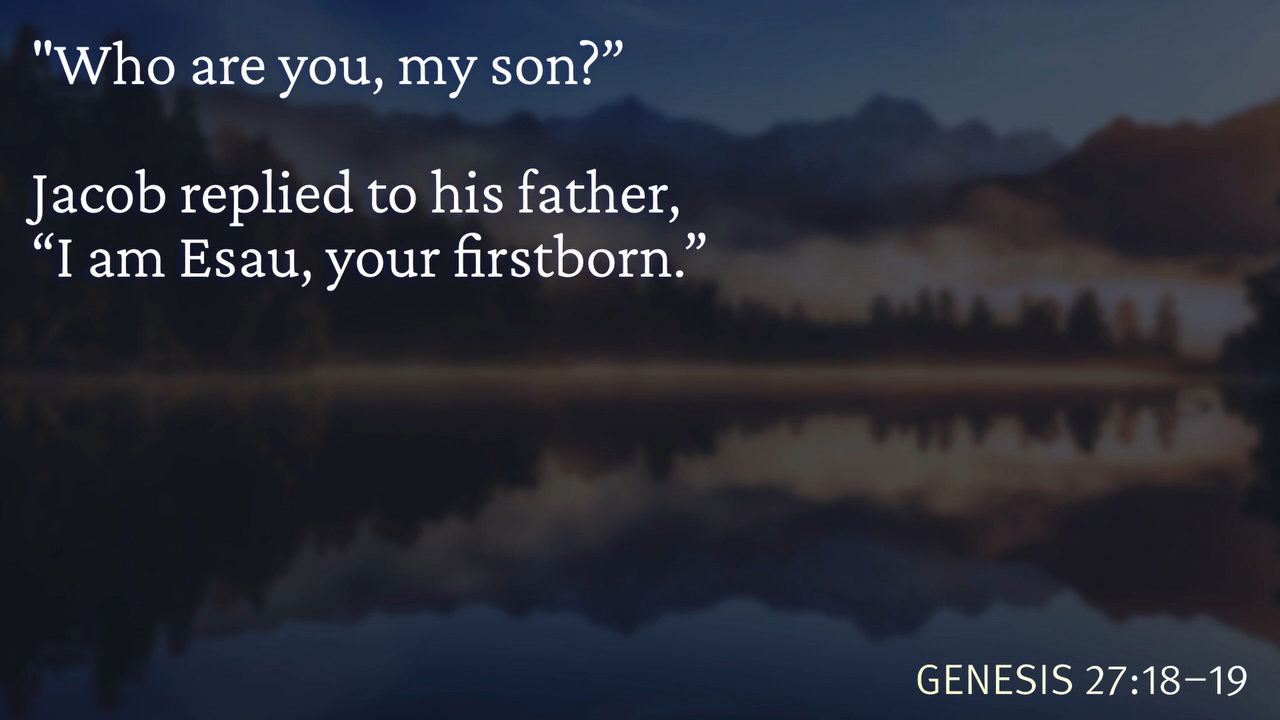 "Who are you, my son?”
Jacob replied to his father,
“I am Esau, your firstborn.”
GENESIS 27:18–19